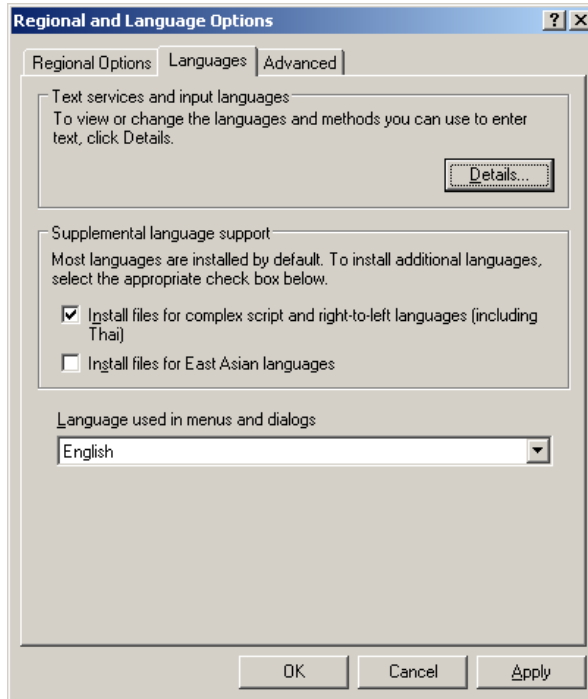 Regional and Language Options
Regional Options Languages Advanced
Text services and input languages
To view or change the languages and methods you can use to enter
text, click Details.
Details...
Supplemental language support
Most languages are installed by default. To install additional languages,
select the appropriate check box below.
Install files for complex script and right-to-left languages (including
Thai)
Install files for East Asian languages
Language used in menus and dialogs
English
OK Cancel Apply